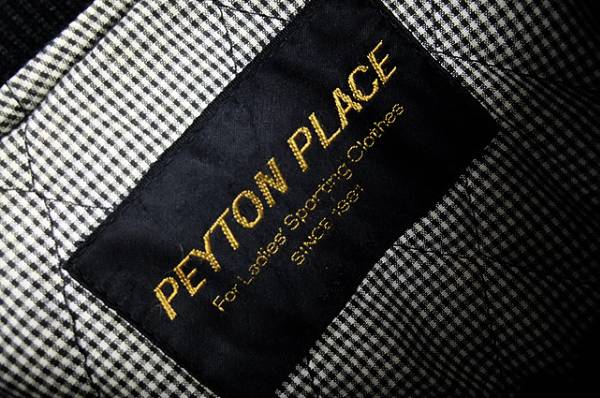 PEYTON PLACE
For Ladies' Sporting Clothes
SINCE 1981